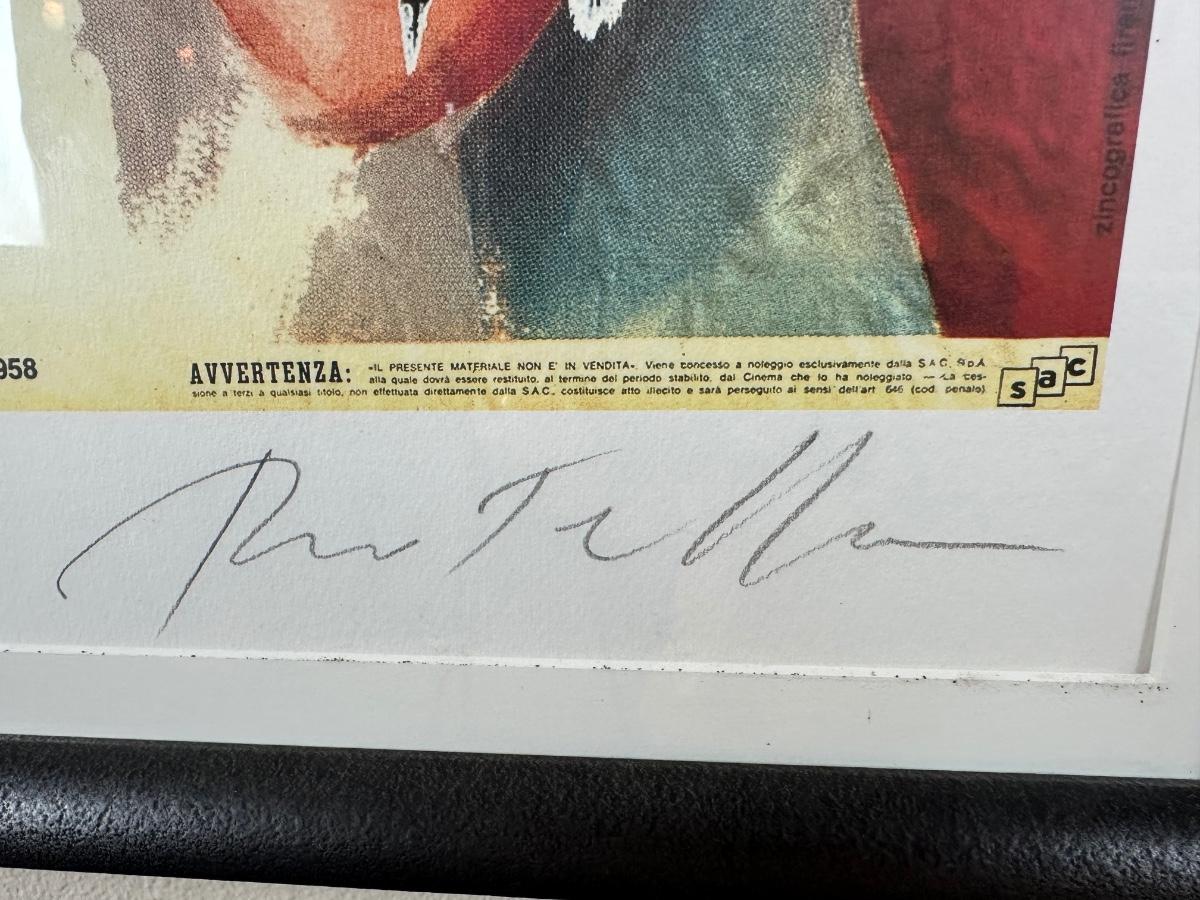 zincografica
958
AVVERTENZA: «IL PRESENTE MATERIALE NON E' IN VENDITA». Viene concesso a noleggio esclusivamente dalla S.A.C. S.p.A.
alla quale dovrà essere restituito, al termine del periodo stabilito, dal Cinema che lo ha noleggiato. — La ces-
sione a terzi a qualsiasi titolo, non effettuata direttamente dalla S.A.C., costituisce atto illecito e sarà perseguito ai sensi dell'art. 646 (cod. penale)
sac